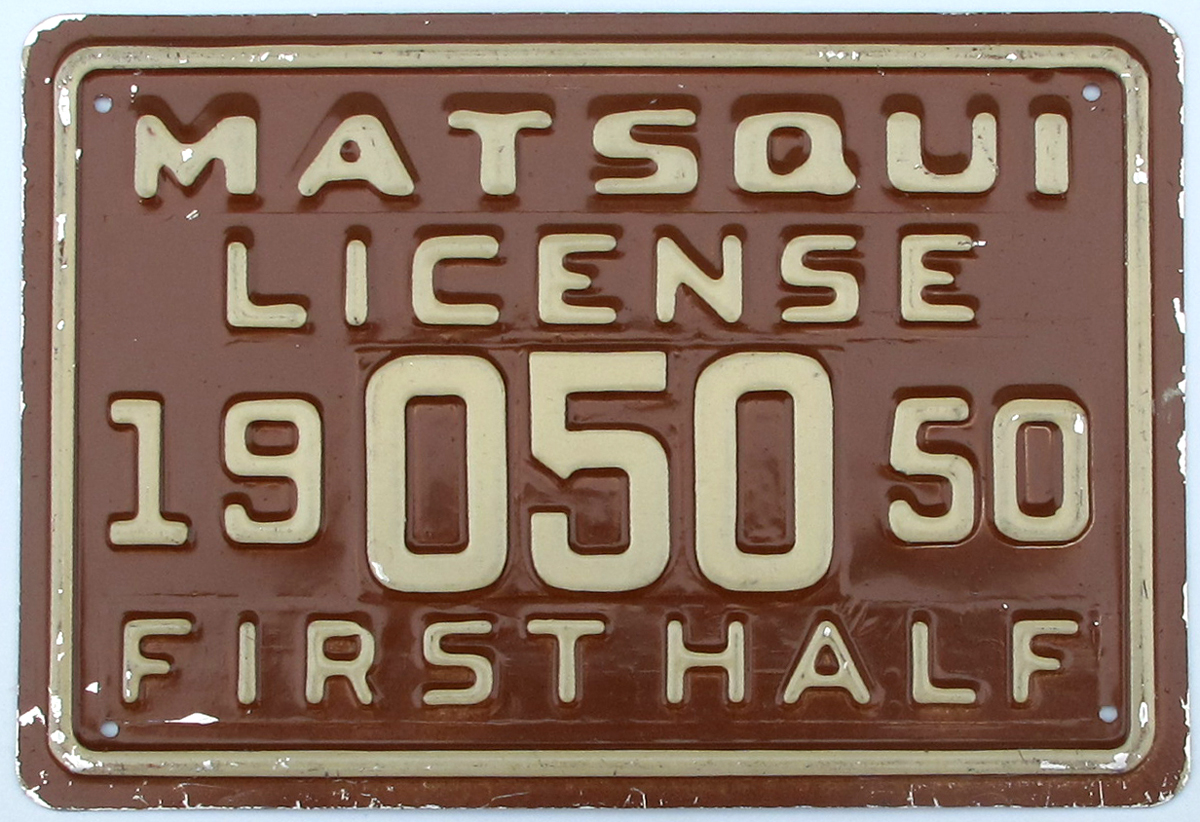 MATSQUI
LICENSE
19 050 50
FIRST HALF